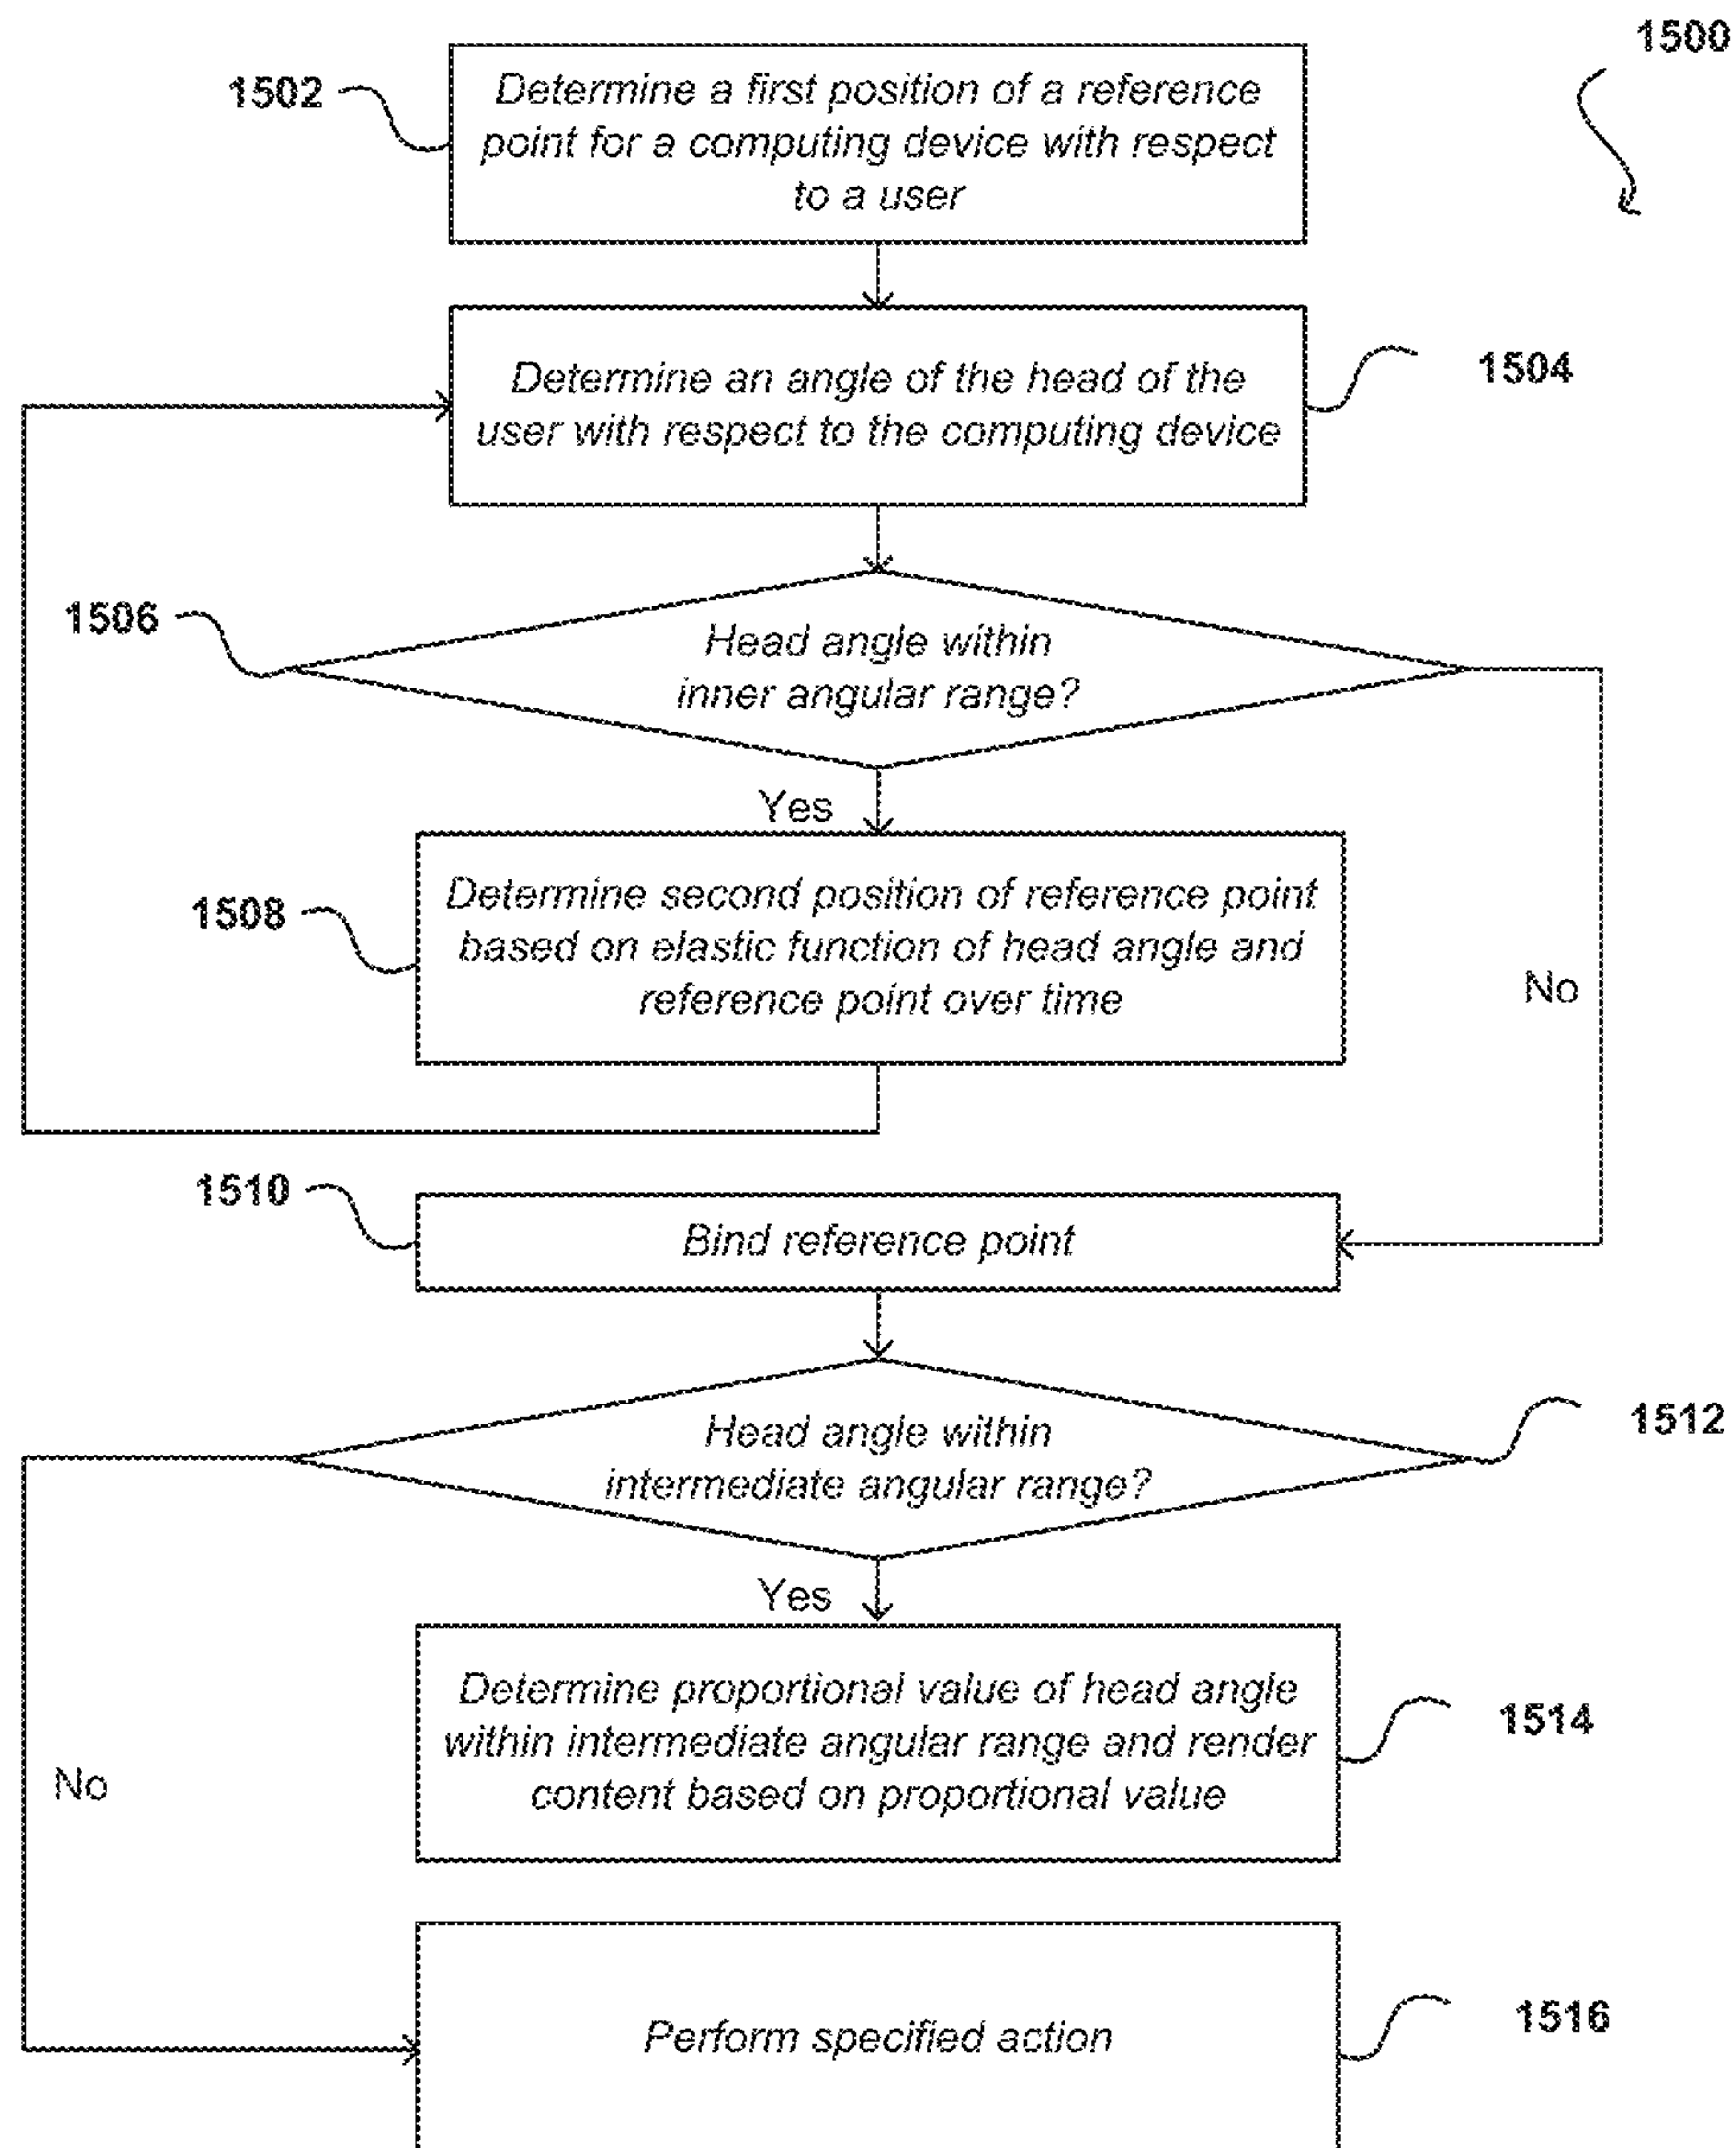 1500
1502
Determine a first position of a reference
point for a computing device with respect
to a user
Determine an angle of the head of the
user with respect to the computing device
1504
1506
Head angle within
inner angular range?
Yes
1508
Determine second position of reference point
based on elastic function of head angle and
reference point over time
No
1510
Bind reference point
Head angle within
intermediate angular range?
1512
Yes
Determine proportional value of head angle
within intermediate angular range and render
content based on proportional value
1514
No
Perform specified action
1516